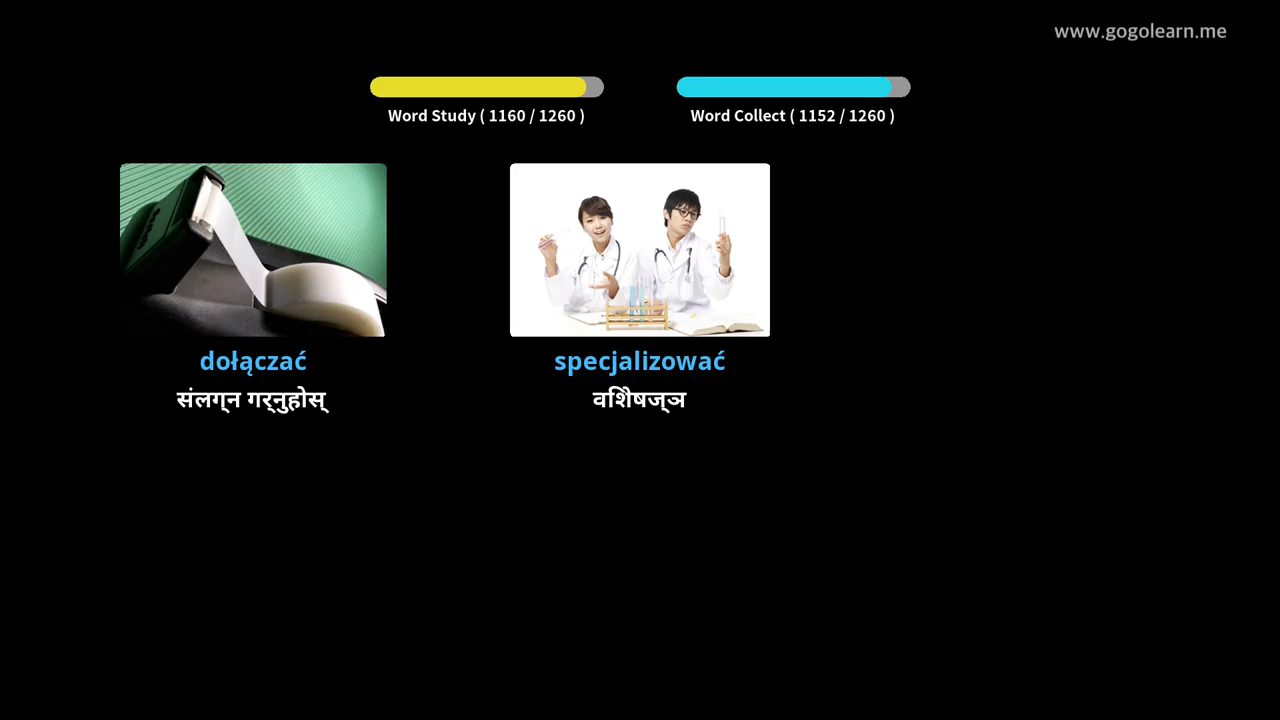 www.gogolearn.me
Word Study ( 1160 / 1260 )
Word Collect ( 1152 / 1260 )
dołączać
संलग्न गर्नुहोस्
specjalizować
विशेषज्ञ